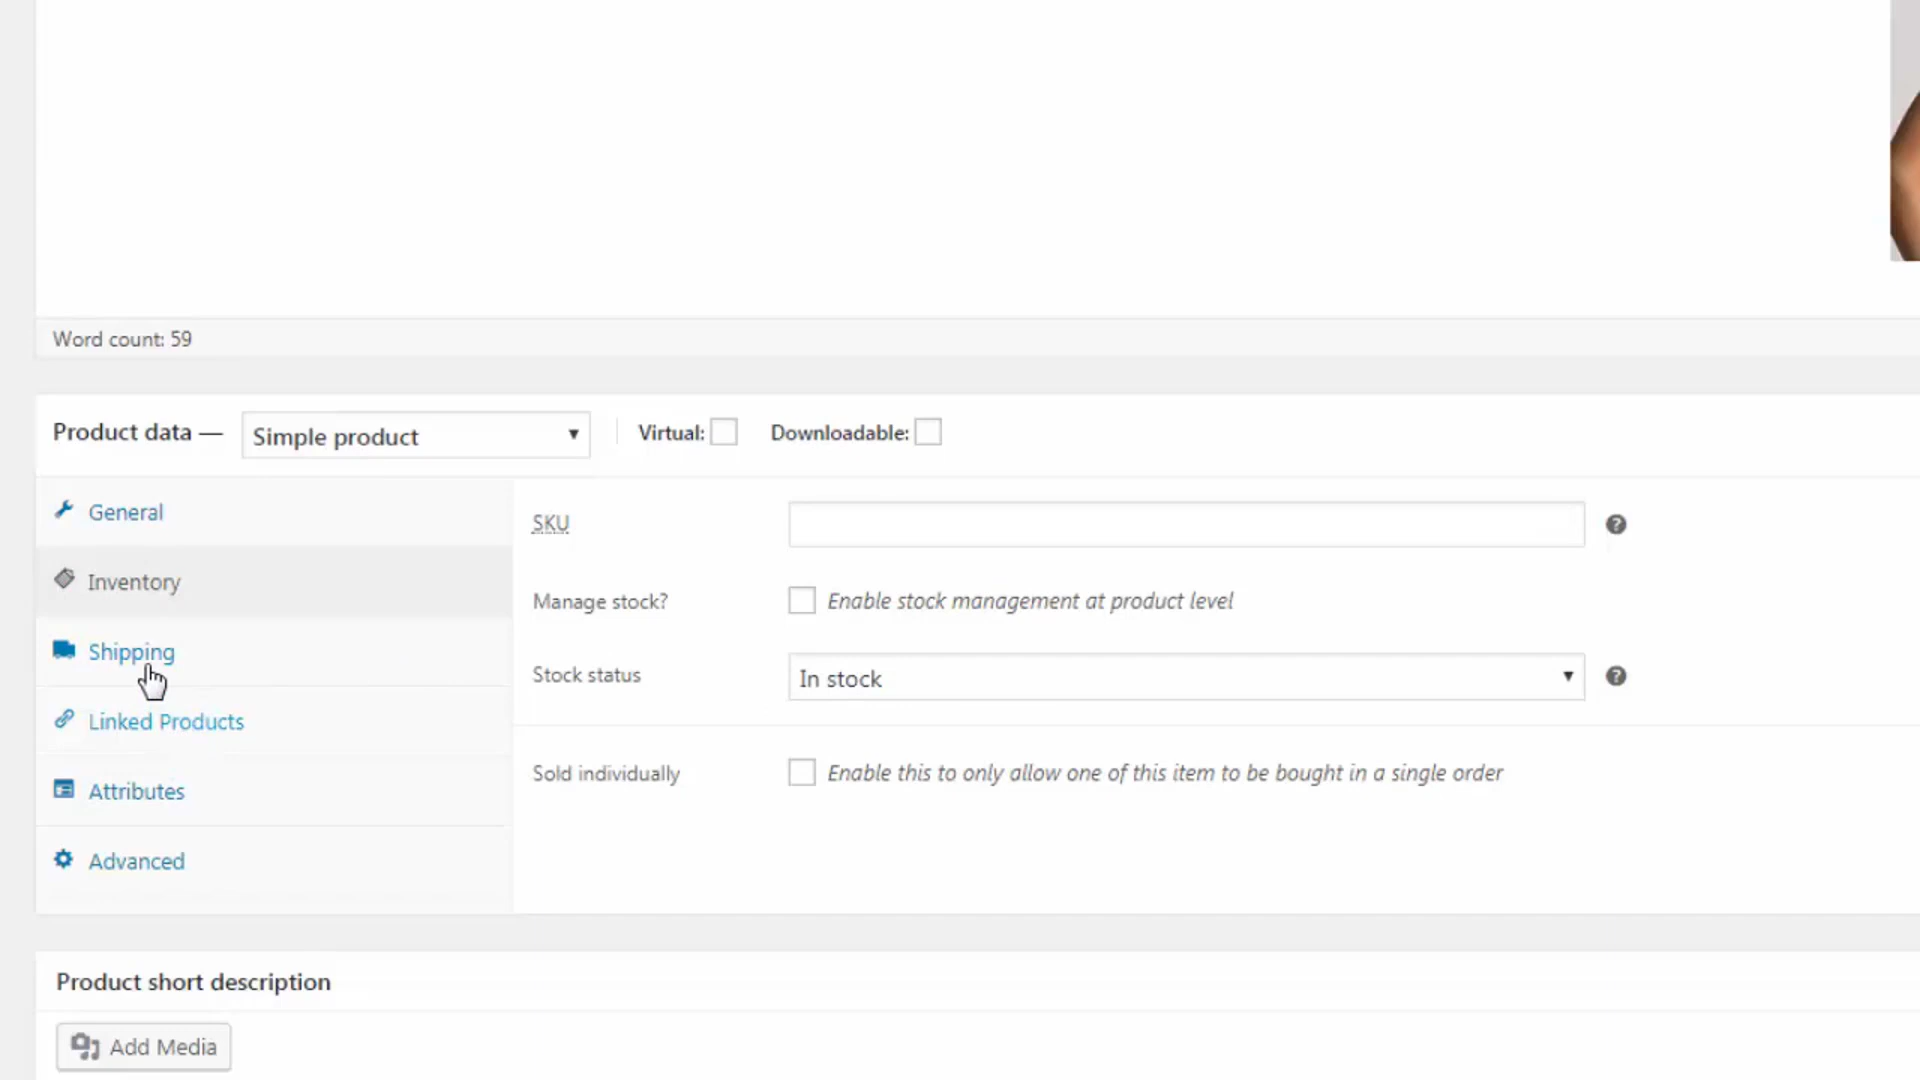 Word count: 59
Product data — Simple product Virtual: Downloadable:
General
Inventory
Shipping
Linked Products
Attributes
Advanced
SKU
Manage stock? Enable stock management at product level
Stock status In stock
Sold individually Enable this to only allow one of this item to be bought in a single order
Product short description
Add Media